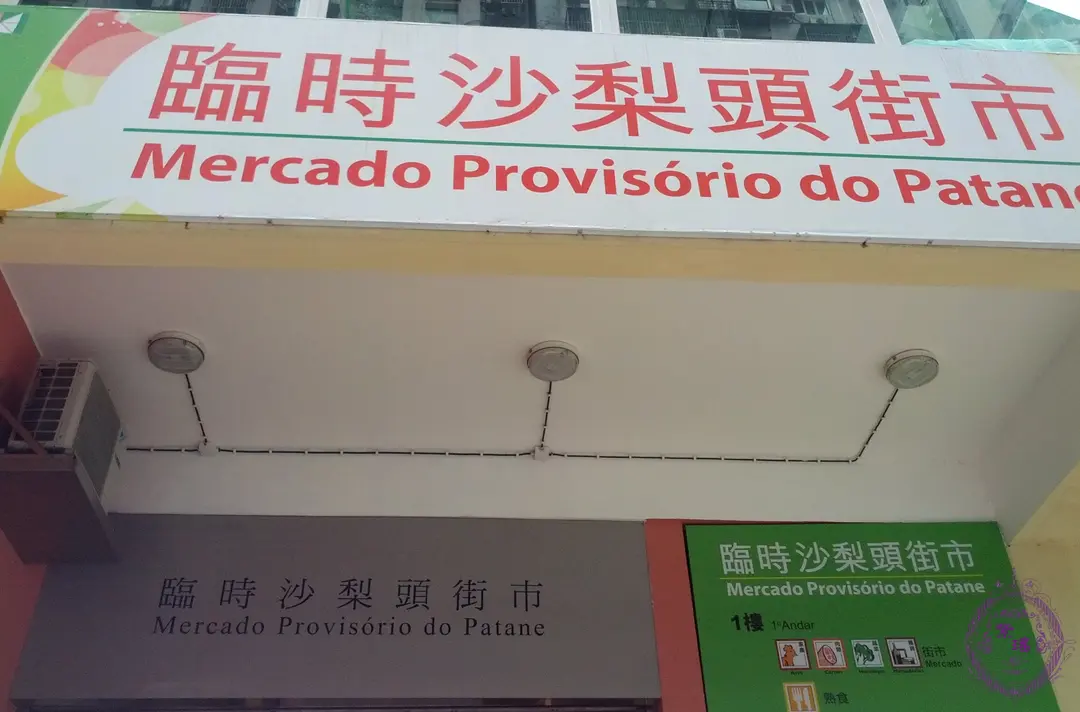 臨時沙梨頭街市
Mercado Provisório do Patane
臨時沙梨頭街市
Mercado Provisório do Patane
臨時沙梨頭街市
Mercado Provisório do Patane
1樓 1º Andar
街市
Mercado
熟食